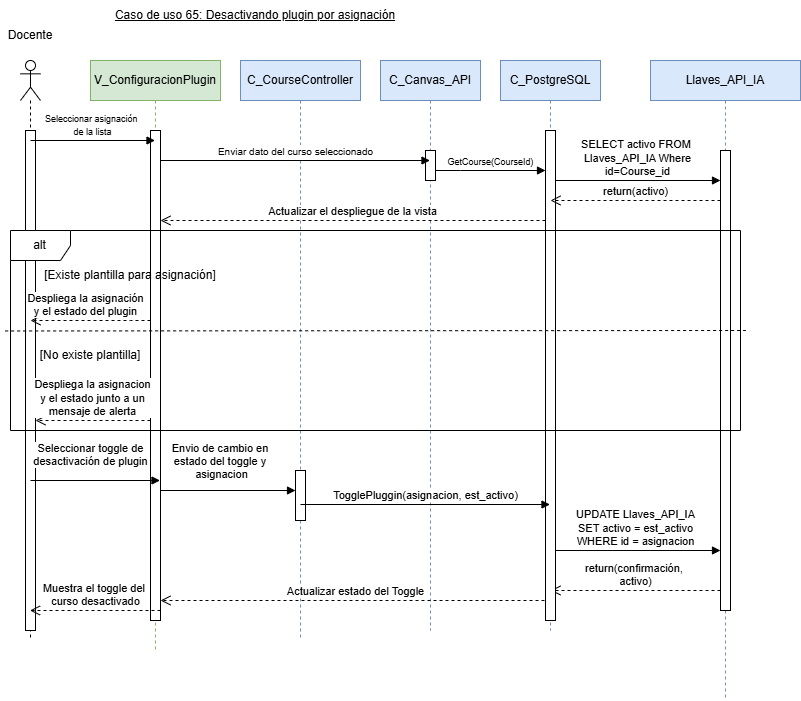 Caso de uso 65: Desactivando plugin por asignación
Docente
V_ConfiguracionPlugin
C_CourseController
C_Canvas_API
C_PostgreSQL
Llaves_API_IA
Seleccionar asignación
de la lista
Enviar dato del curso seleccionado
GetCourse(CourseId)
SELECT activo FROM
Llaves_API_IA Where
id=Course_id
return(activo)
Actualizar el despliegue de la vista
alt
[Existe plantilla para asignación]
Despliega la asignación
y el estado del plugin
[No existe plantilla]
Despliega la asignacion
y el estado junto a un
mensaje de alerta
Seleccionar toggle de
desactivación de plugin
Envio de cambio en
estado del toggle y
asignacion
TogglePluggin(asignacion, est_activo)
UPDATE Llaves_API_IA
SET activo = est_activo
WHERE id = asignacion
return(confirmación,
activo)
Actualizar estado del Toggle
Muestra el toggle del
curso desactivado